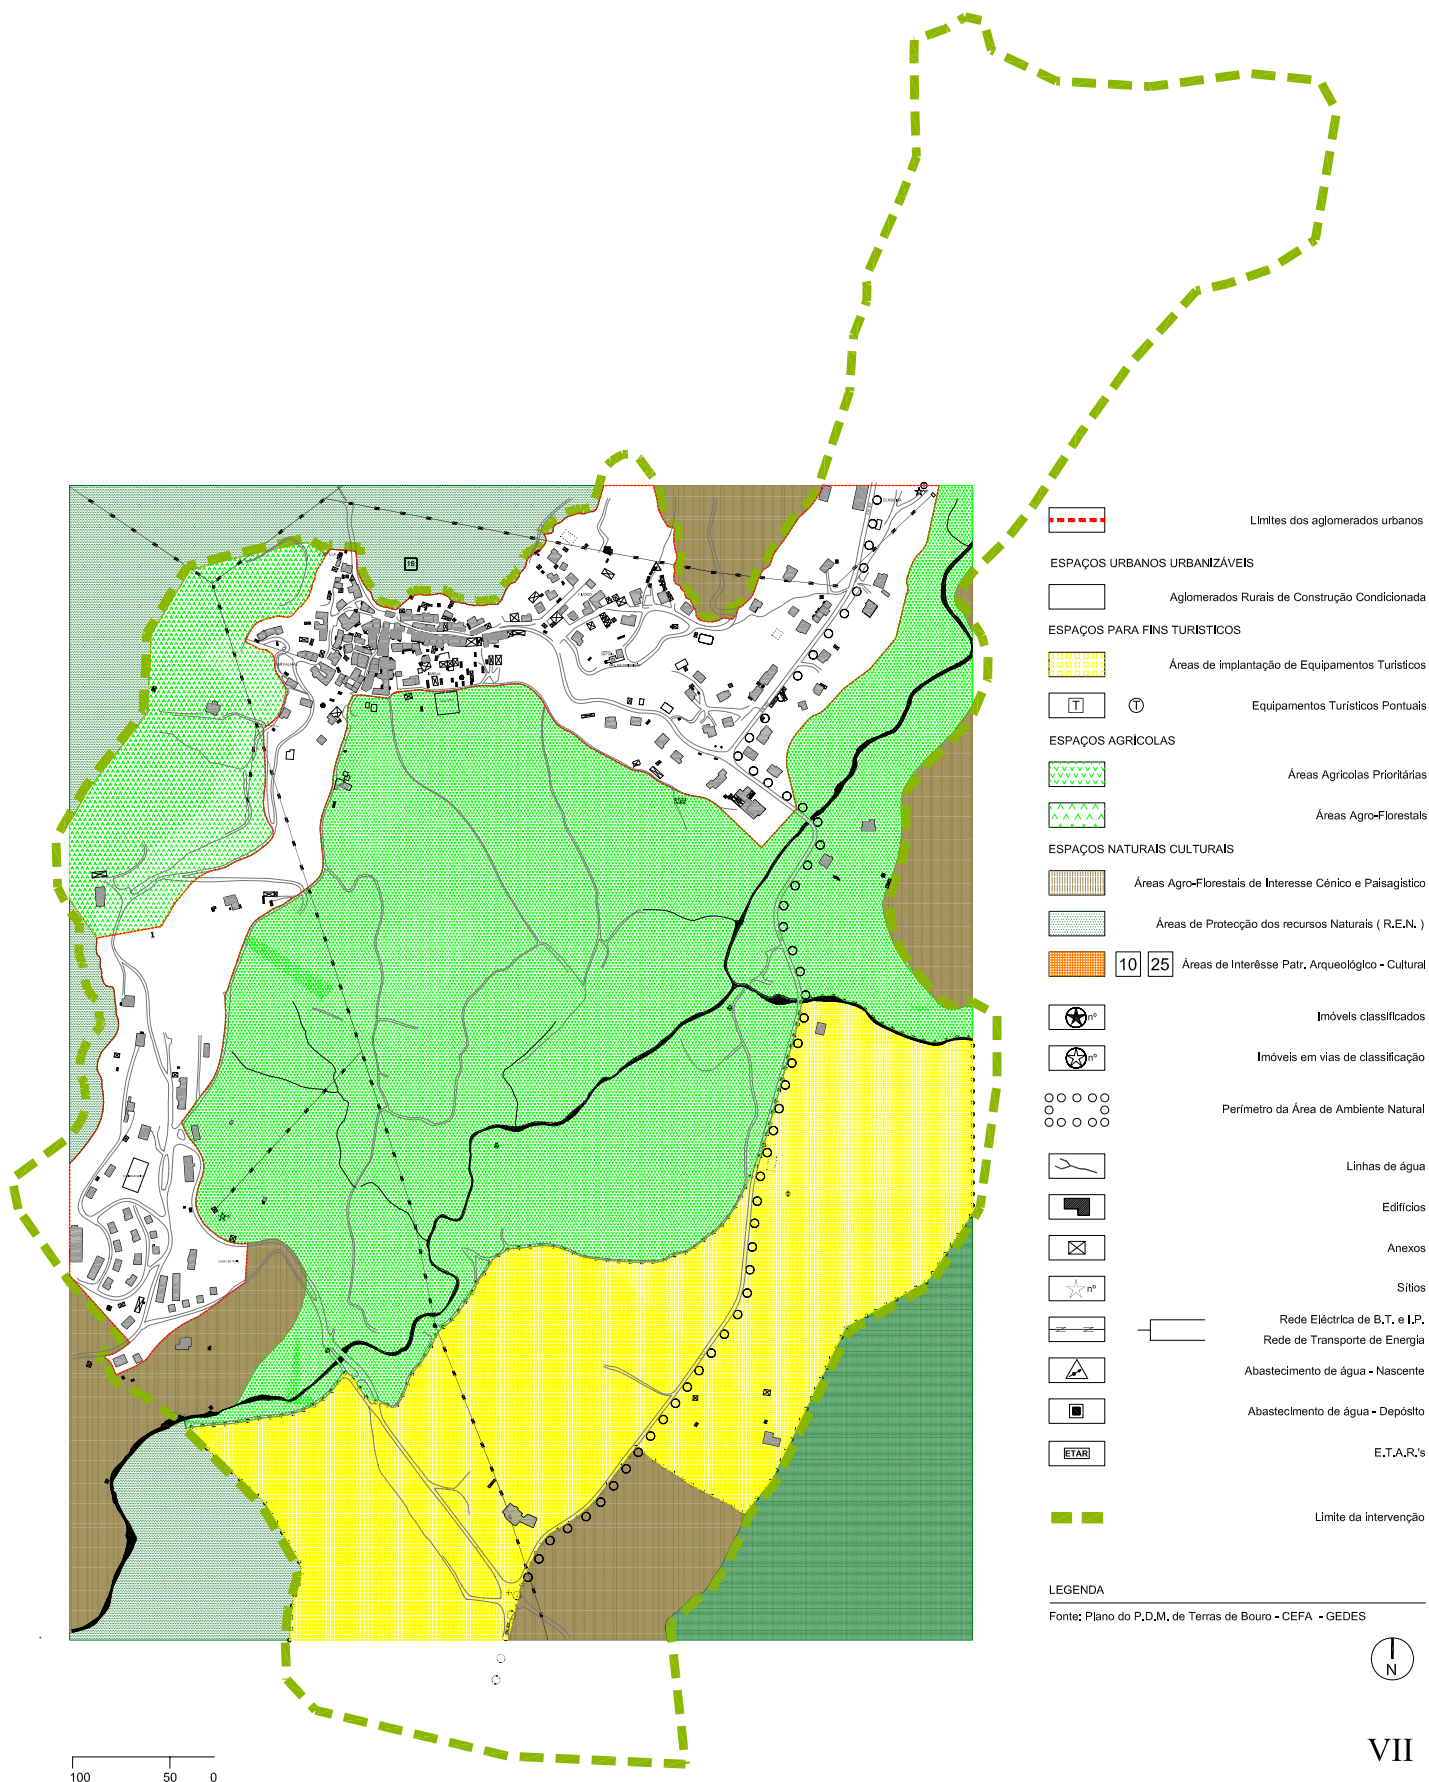 Limites dos aglomerados urbanos
ESPAÇOS URBANOS URBANIZÁVEIS
Aglomerados Rurais de Construção Condicionada
ESPAÇOS PARA FINS TURISTICOS
Áreas de implantação de Equipamentos Turisticos
T T Equipamentos Turísticos Pontuais
ESPAÇOS AGRÍCOLAS
Áreas Agricolas Prioritárias
Áreas Agro-Florestais
ESPAÇOS NATURAIS CULTURAIS
Áreas Agro-Florestais de Interesse Cénico e Paisagistico
Áreas de Protecção dos recursos Naturais ( R.E.N. )
10 25 Áreas de Interêsse Patr. Arqueológico - Cultural
nº Imóveis classificados
nº Imóveis em vias de classificação
Perímetro da Área de Ambiente Natural
Linhas de água
Edifícios
Anexos
nº Sítios
Rede Eléctrica de B.T. e I.P.
Rede de Transporte de Energia
Abastecimento de água - Nascente
Abastecimento de água - Depósito
ETAR E.T.A.R.'s
Limite da intervenção
LEGENDA
Fonte: Plano do P.D.M. de Terras de Bouro - CEFA - GEDES
N
VII
100 50 0